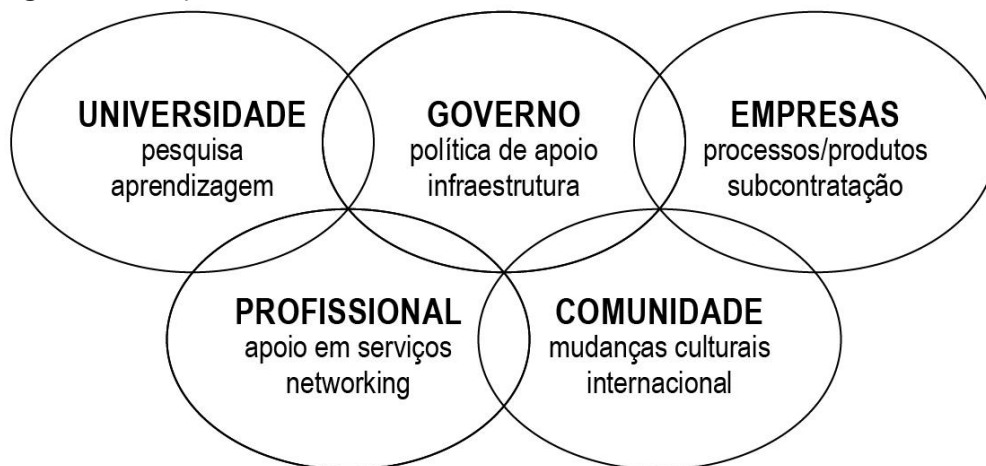 UNIVERSIDADE
pesquisa
aprendizagem
GOVERNO
política de apoio
infraestrutura
EMPRESAS
processos/produtos
subcontratação
PROFISSIONAL
apoio em serviços
networking
COMUNIDADE
mudanças culturais
internacional